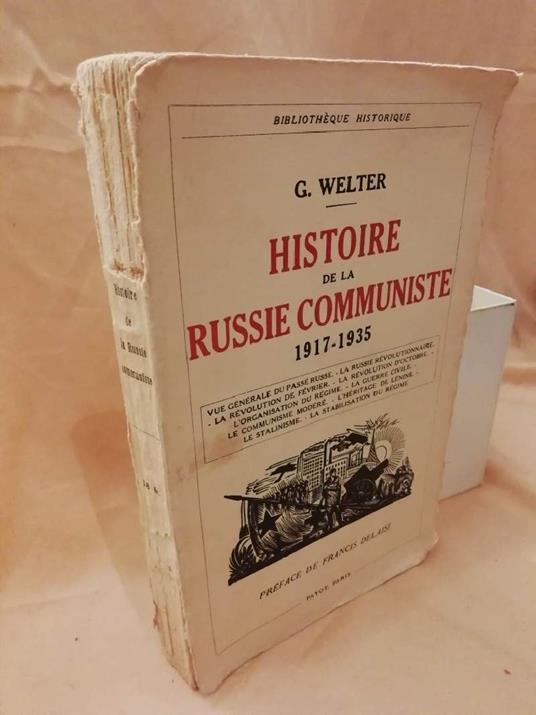 BIBLIOTHÈQUE HISTORIQUE
G. WELTER
HISTOIRE
DE LA
RUSSIE COMMUNISTE
1917-1935
VUE GÉNÉRALE DU PASSÉ RUSSE. - LA RUSSIE RÉVOLUTIONNAIRE.
- LA RÉVOLUTION DE FÉVRIER. - LA RÉVOLUTION D'OCTOBRE. -
L'ORGANISATION DU RÉGIME. - LA GUERRE CIVILE. -
LE COMMUNISME MODÉRÉ. - L'HÉRITAGE DE LÉNINE. -
LE STALINISME. - LA STABILISATION DU RÉGIME
PRÉFACE DE FRANCIS DELAISI
PAYOT, PARIS
Histoire
de
la Russie
communiste